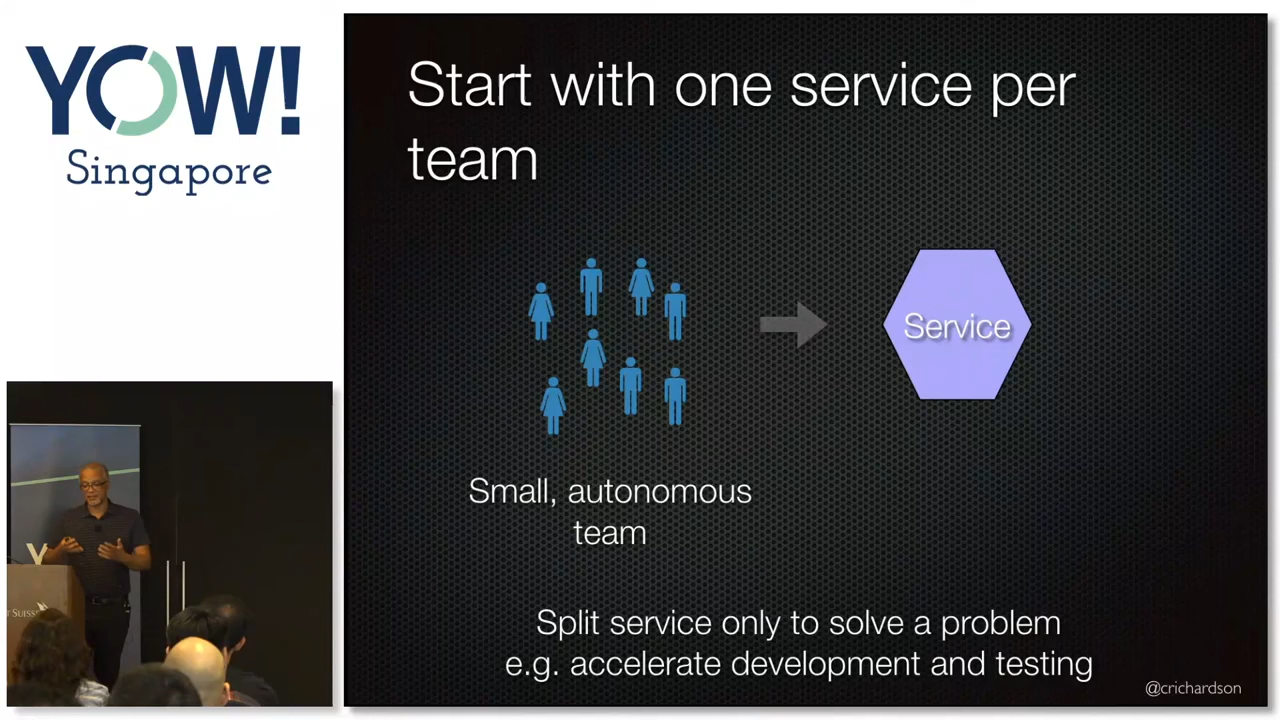 YOW!
Singapore
Start with one service per
team
Service
Small, autonomous
team
Split service only to solve a problem
e.g. accelerate development and testing
@crichardson
Y
T SUISSE